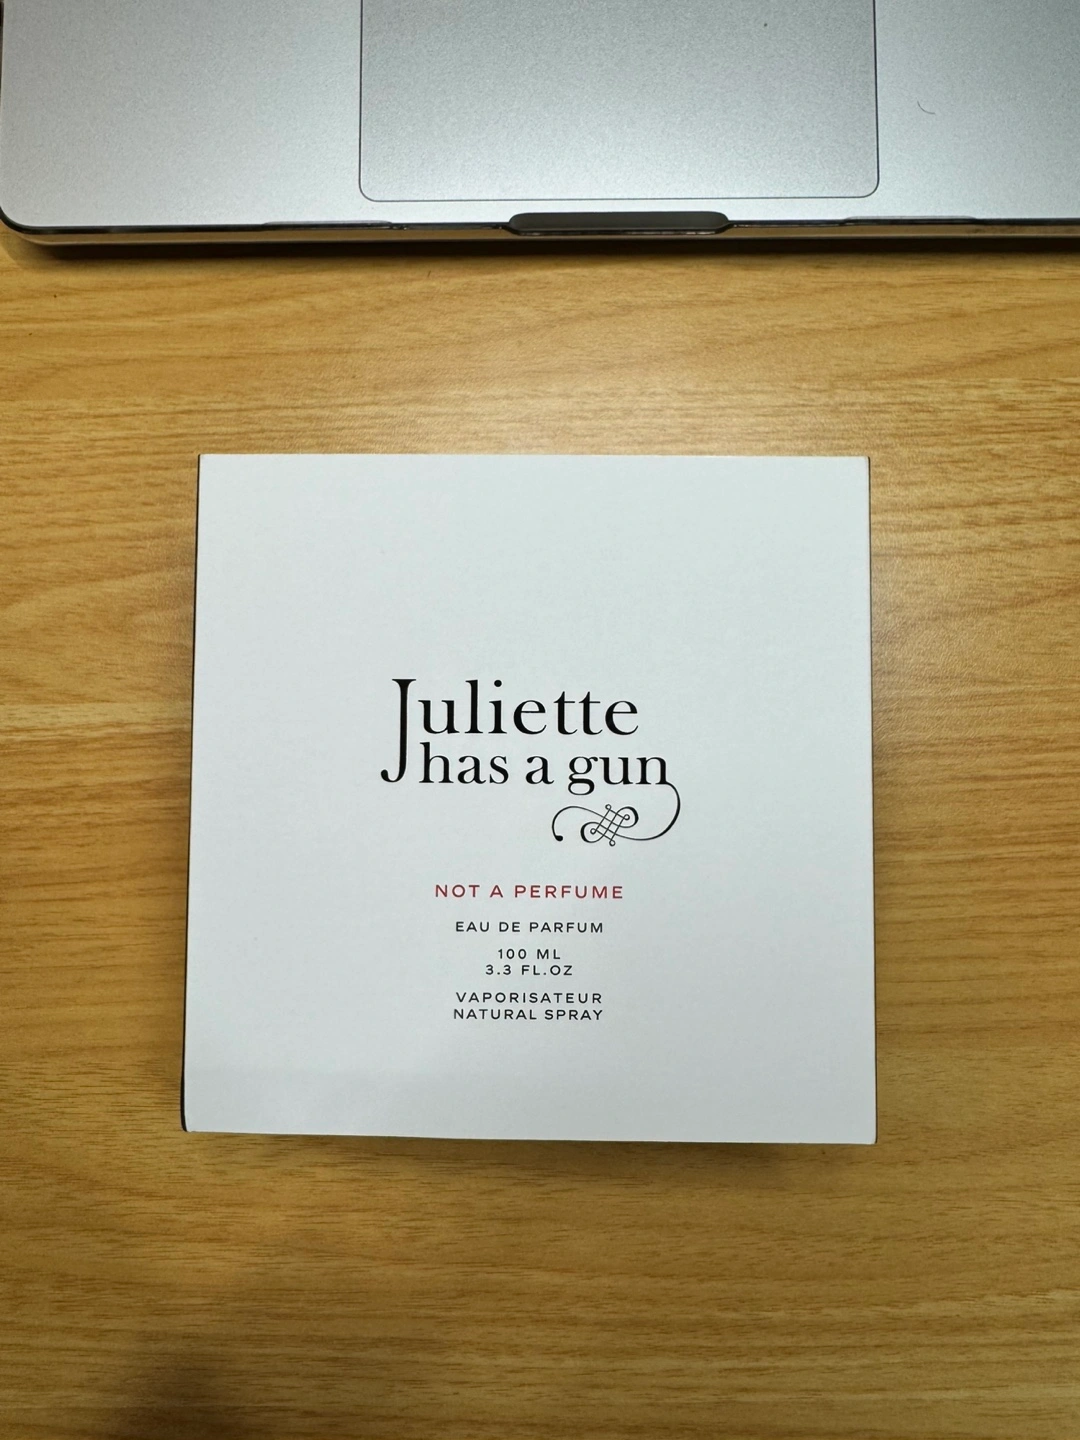 Juliette
has a gun
NOT A PERFUME
EAU DE PARFUM
100 ML
3.3 FL.OZ
VAPORISATEUR
NATURAL SPRAY